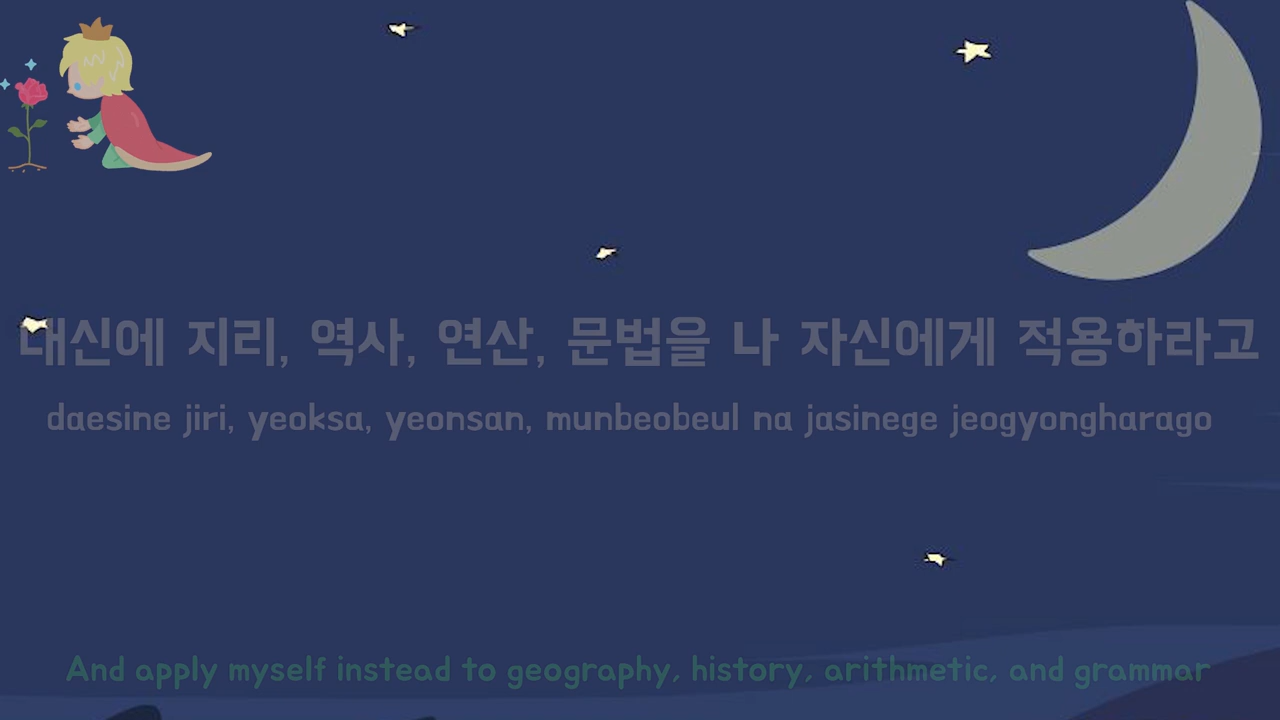 대신에 지리, 역사, 연산, 문법을 나 자신에게 적용하라고
daesine jiri, yeoksa, yeonsan, munbeobeul na jasinege jeogyongharago
And apply myself instead to geography, history, arithmetic, and grammar